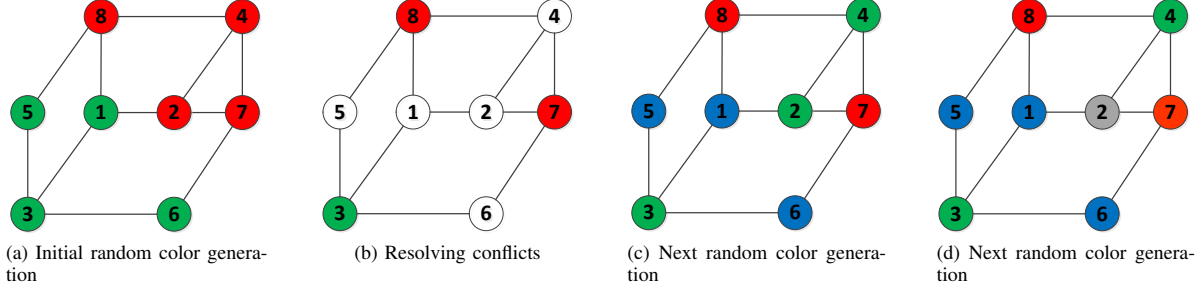 8 4
5 1 2 7
3 6
(a) Initial random color genera-
tion
8 4
5 1 2 7
3 6
(b) Resolving conflicts
8 4
5 1 2 7
3 6
(c) Next random color genera-
tion
8 4
5 1 2 7
3 6
(d) Next random color genera-
tion